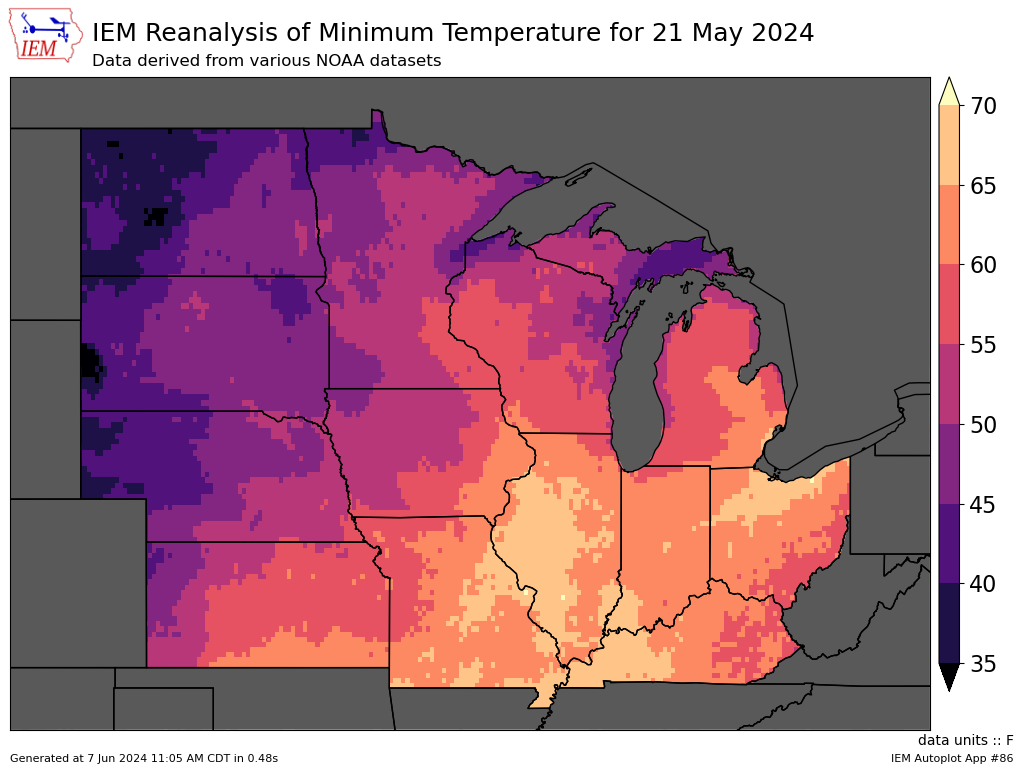 IEM
IEM Reanalysis of Minimum Temperature for 21 May 2024
Data derived from various NOAA datasets
70
65
60
55
50
45
40
35
data units :: F
Generated at 7 Jun 2024 11:05 AM CDT in 0.48s
IEM Autoplot App #86